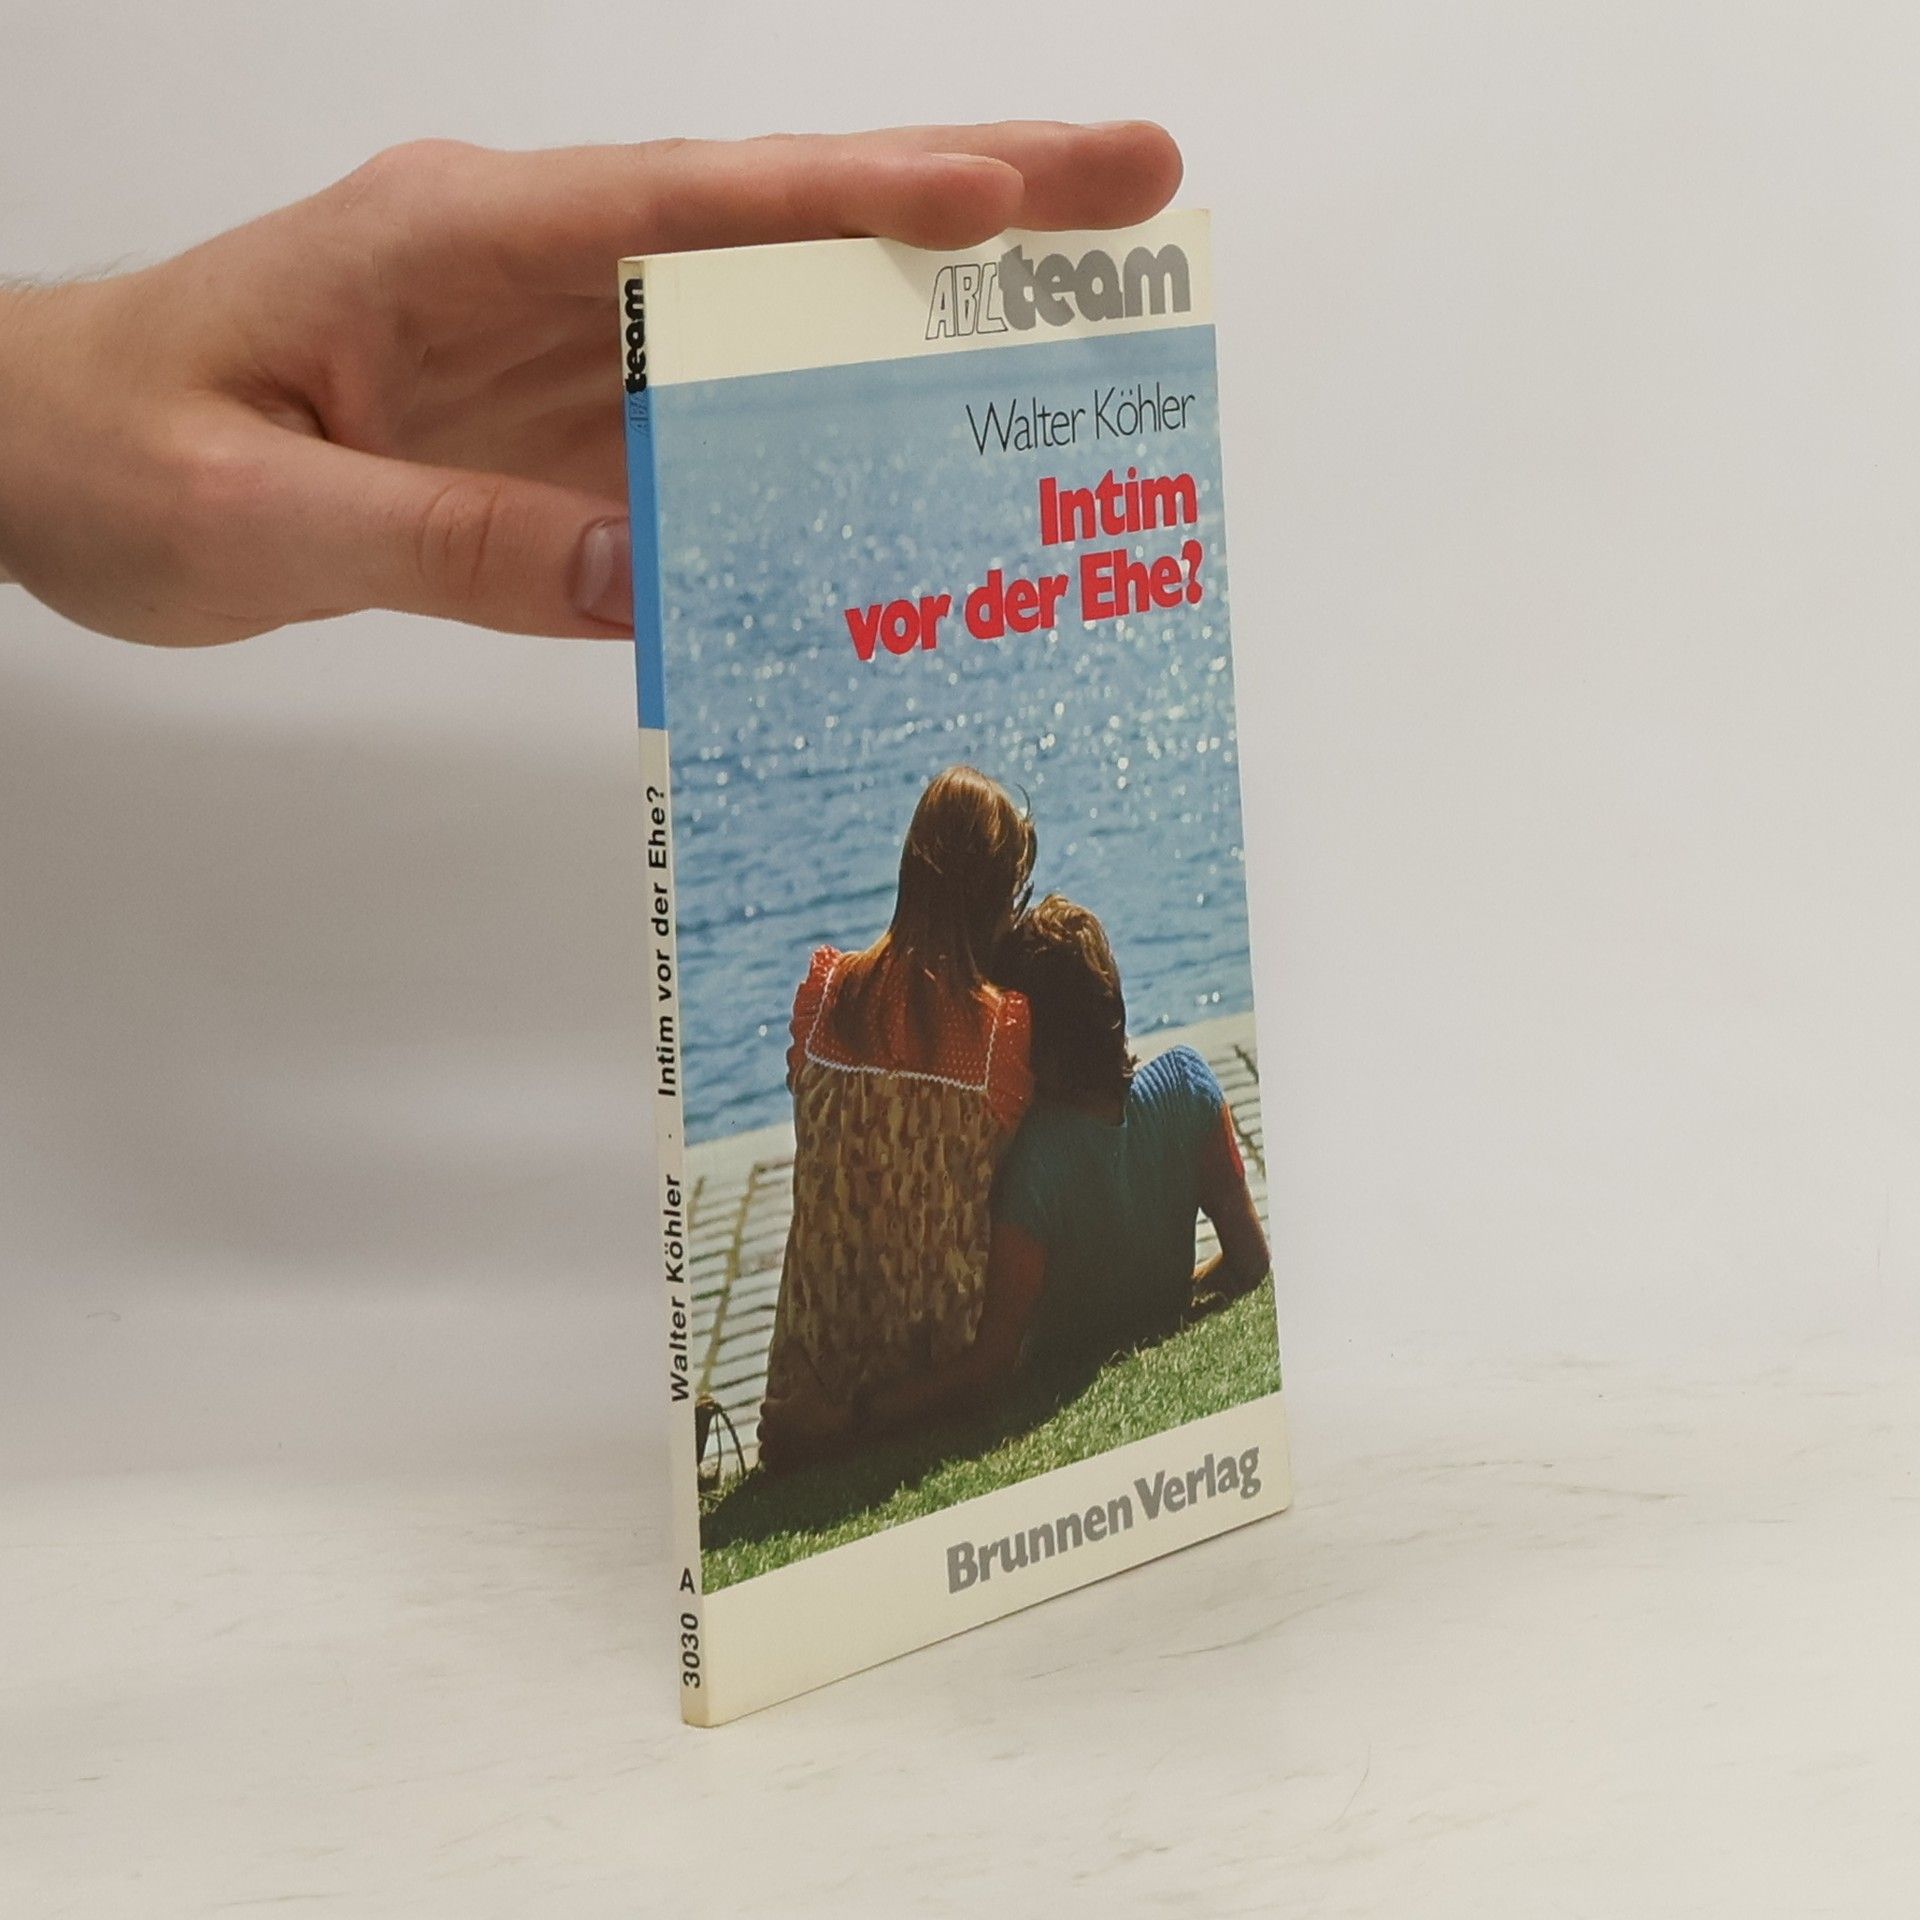 ABCteam
Walter Köhler
Intim
vor der Ehe?
Brunnen Verlag
ABCteam
Walter Köhler · Intim vor der Ehe?
A
3030